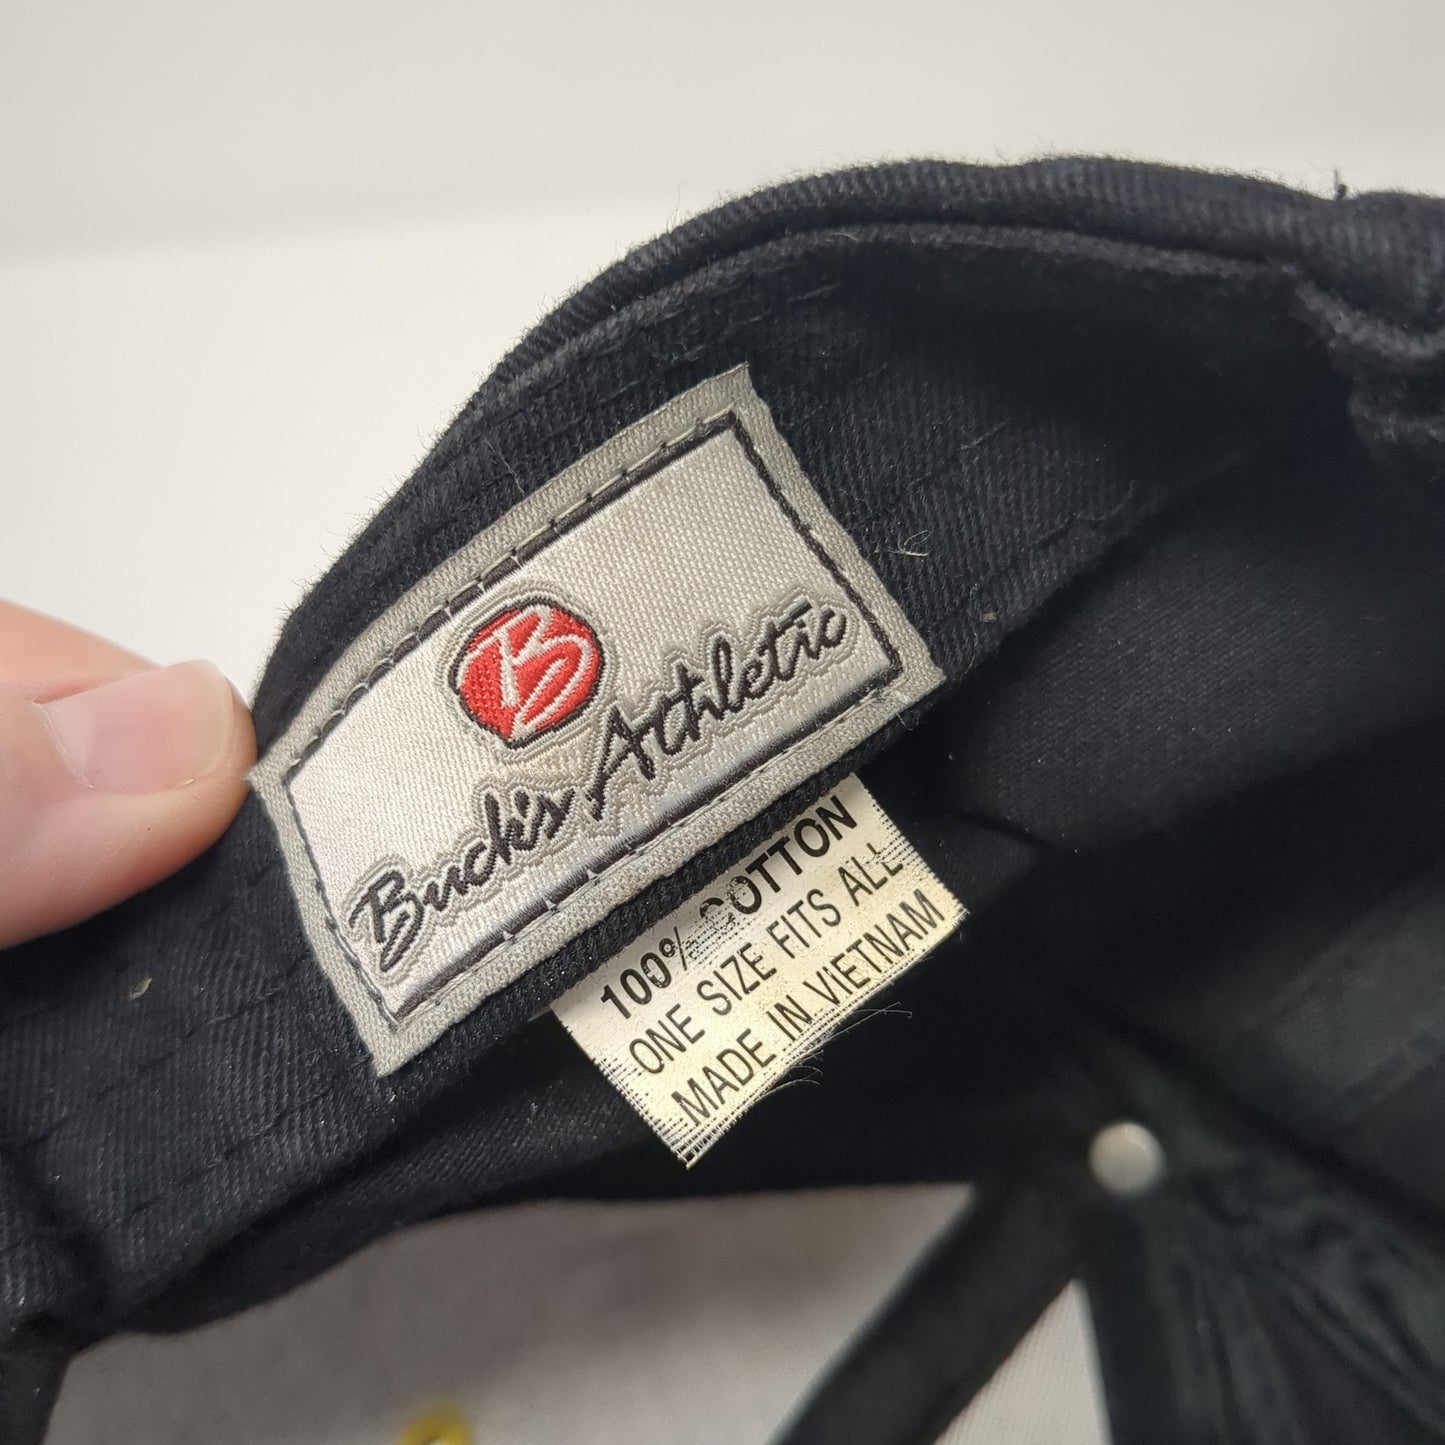 B
Buck's Athletic
100% COTTON
ONE SIZE FITS ALL
MADE IN VIETNAM